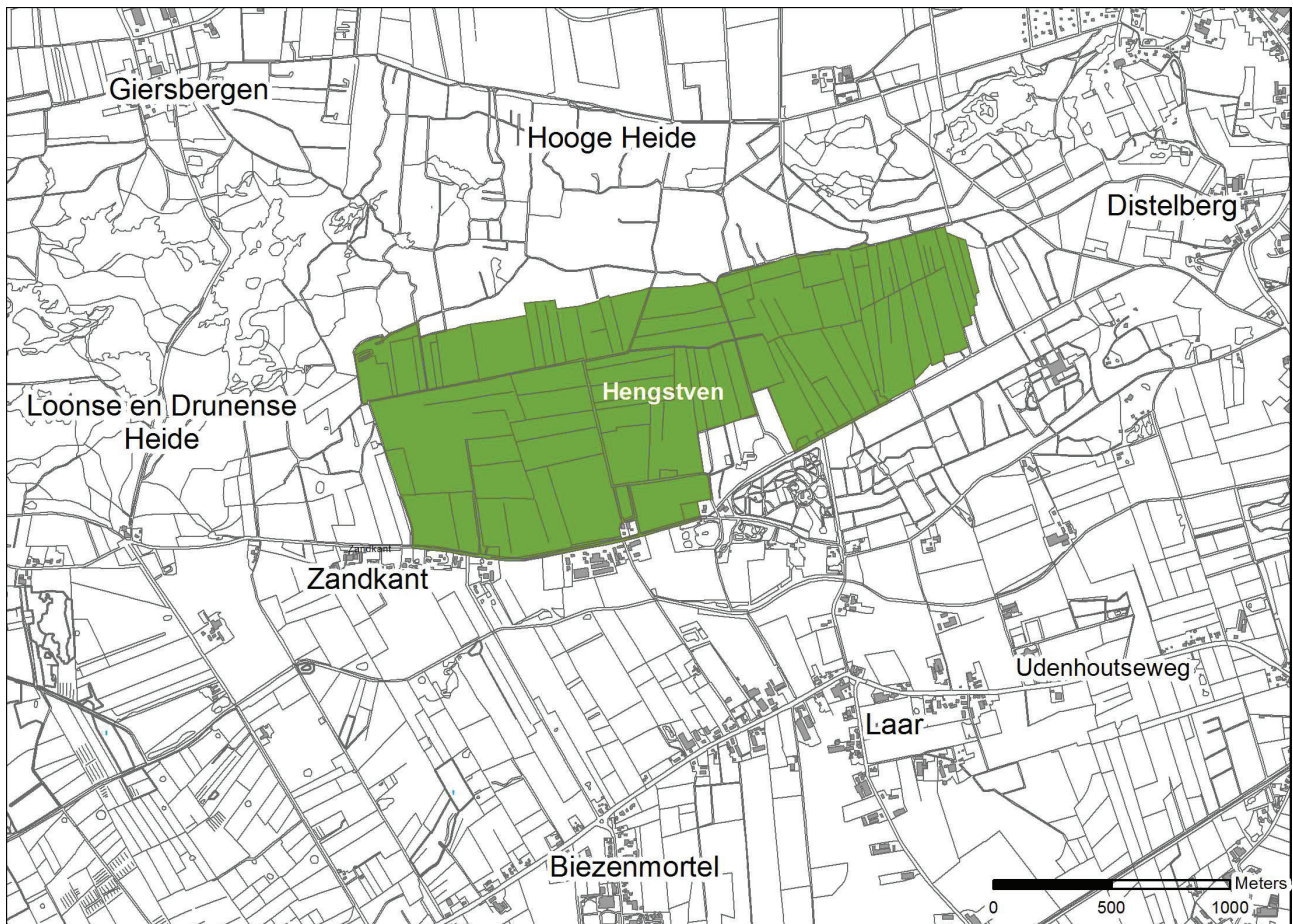 Giersbergen
Hooge Heide
Distelberg
Hengstven
Loonse en Drunense
Heide
Zandkant
Zandkant
Udenhoutseweg
Laar
Biezenmortel
Meters
0 500 1000